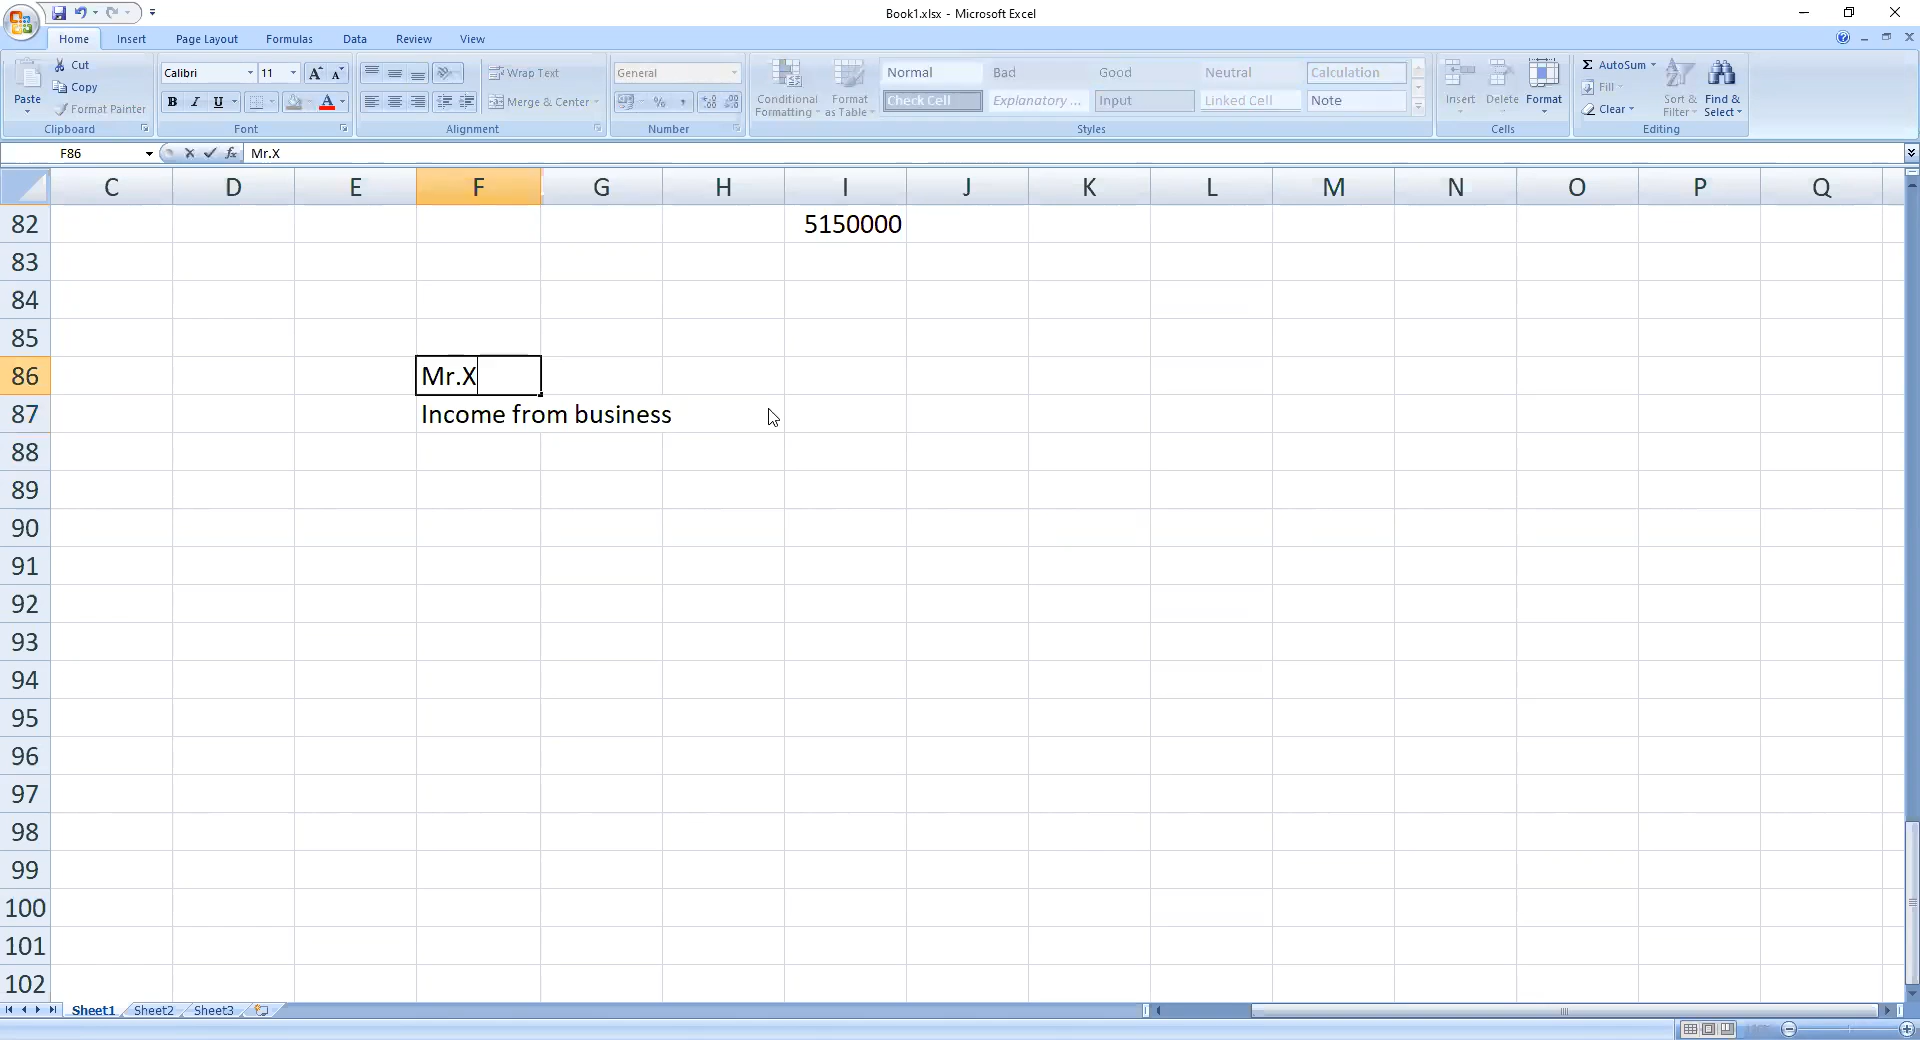 Book1.xlsx - Microsoft Excel
Home Insert Page Layout Formulas Data Review View
Paste
Cut
Copy
Format Painter
Clipboard
Calibri 11
B I U
Font
Wrap Text
Merge & Center
Alignment
General
%
Number
Conditional Formatting
Format as Table
Normal Bad Good Neutral Calculation
Check Cell Explanatory ... Input Linked Cell Note
Styles
Insert Delete Format
Cells
Σ AutoSum
Fill
Clear
Sort & Filter
Find & Select
Editing
F86 fx Mr.X
C D E F G H I J K L M N O P Q
82 5150000
83
84
85
86 Mr.X
87 Income from business
88
89
90
91
92
93
94
95
96
97
98
99
100
101
102
Sheet1 Sheet2 Sheet3